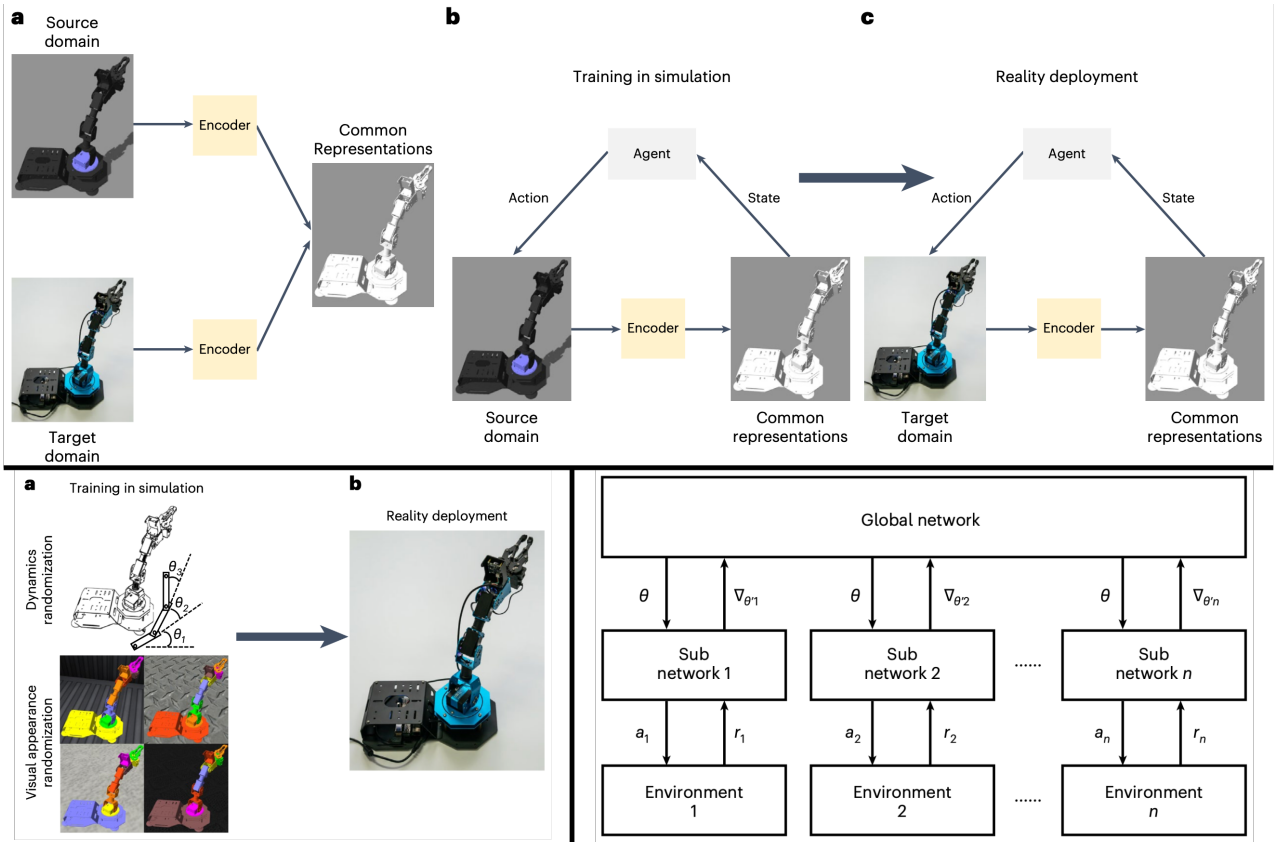 a
Source
domain
Encoder
Common
Representations
Encoder
Target
domain
b
Training in simulation
Agent
Action
State
Encoder
Source
domain
Common
representations
c
Reality deployment
Agent
Action
State
Encoder
Target
domain
Common
representations
a
Training in simulation
Dynamics
randomization
θ3
θ2
θ1
Visual appearance
randomization
b
Reality deployment
Global network
θ
∇θ'1
θ
∇θ'2
θ
∇θ'n
Sub
network 1
Sub
network 2
......
Sub
network n
a1
r1
a2
r2
an
rn
Environment
1
Environment
2
......
Environment
n